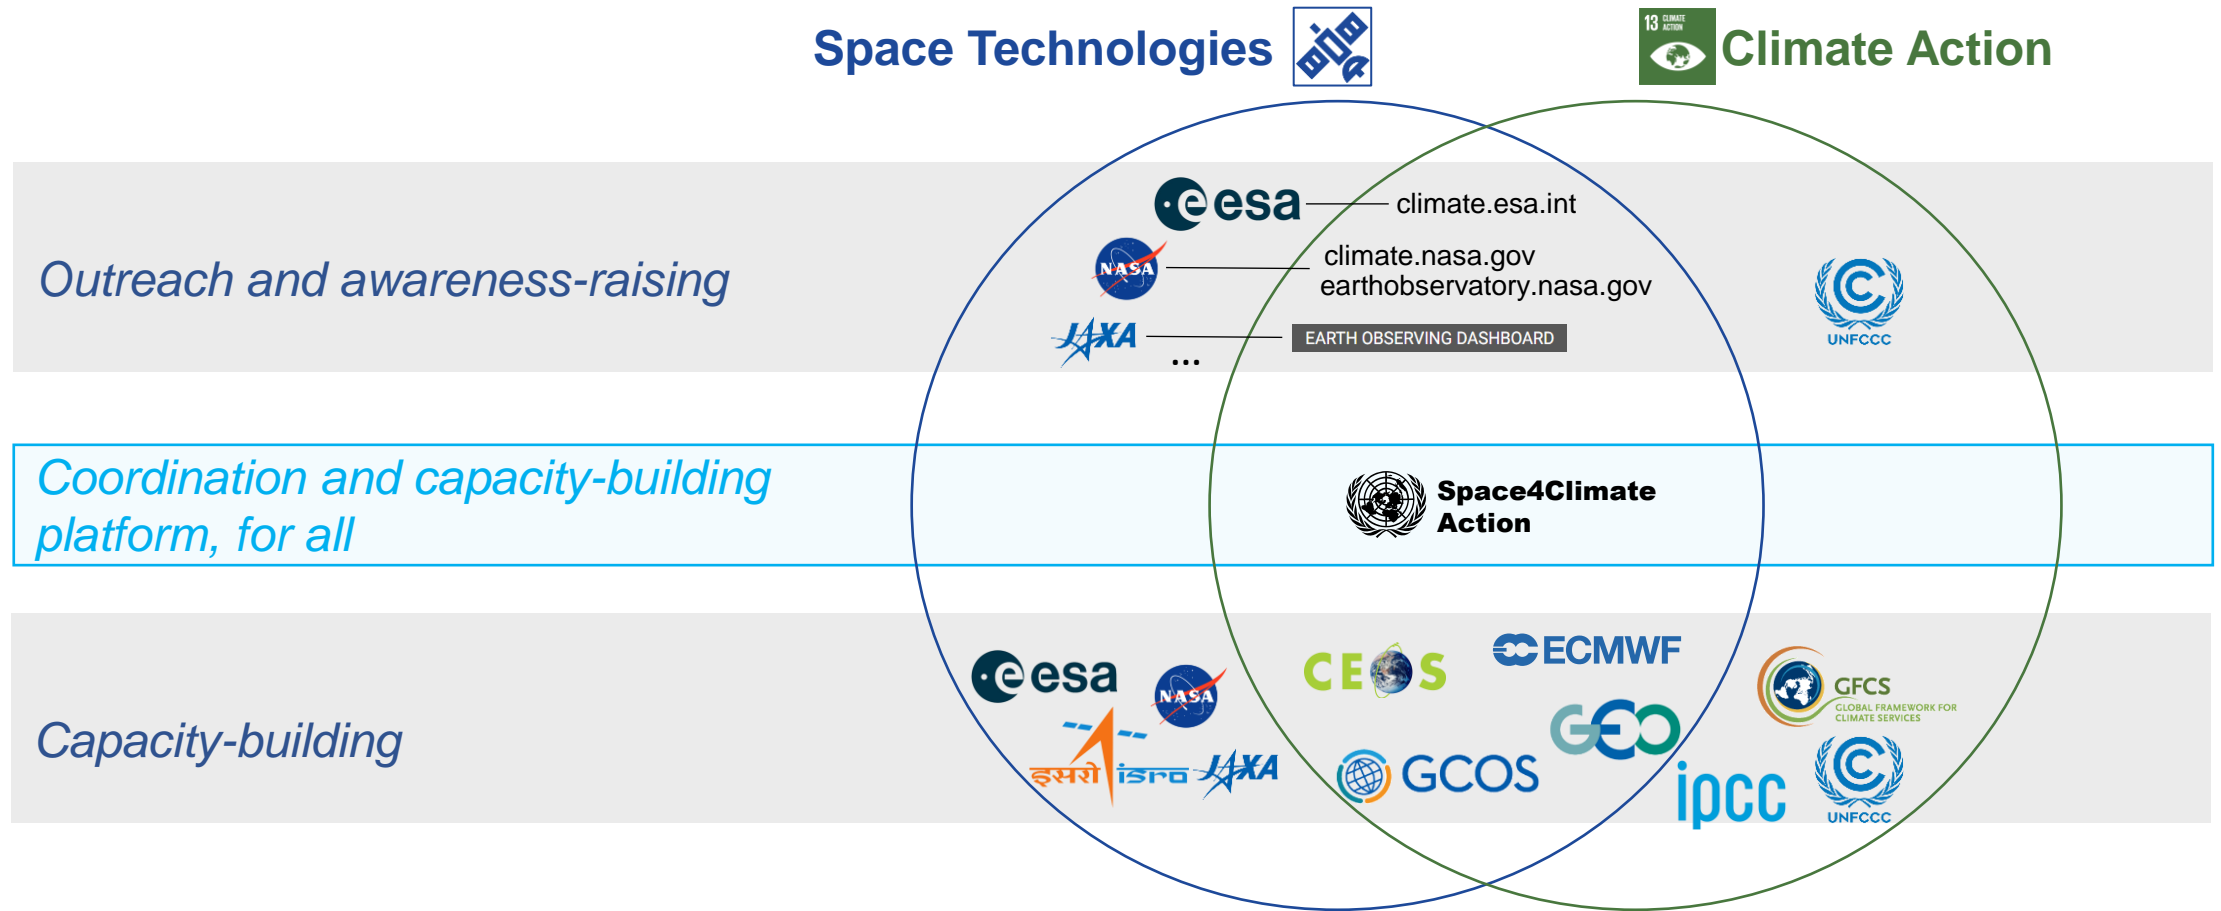 Space Technologies
13 CLIMATE
ACTION
Climate Action
esa
climate.esa.int
NASA
climate.nasa.gov
earthobservatory.nasa.gov
Outreach and awareness-raising
JAXA
EARTH OBSERVING DASHBOARD
...
UNFCCC
Coordination and capacity-building
platform, for all
Space4Climate
Action
Capacity-building
esa
NASA
इसरो isro
JAXA
CEOS
ECMWF
GEO
GCOS
GFCS
GLOBAL FRAMEWORK FOR
CLIMATE SERVICES
ipcc
UNFCCC